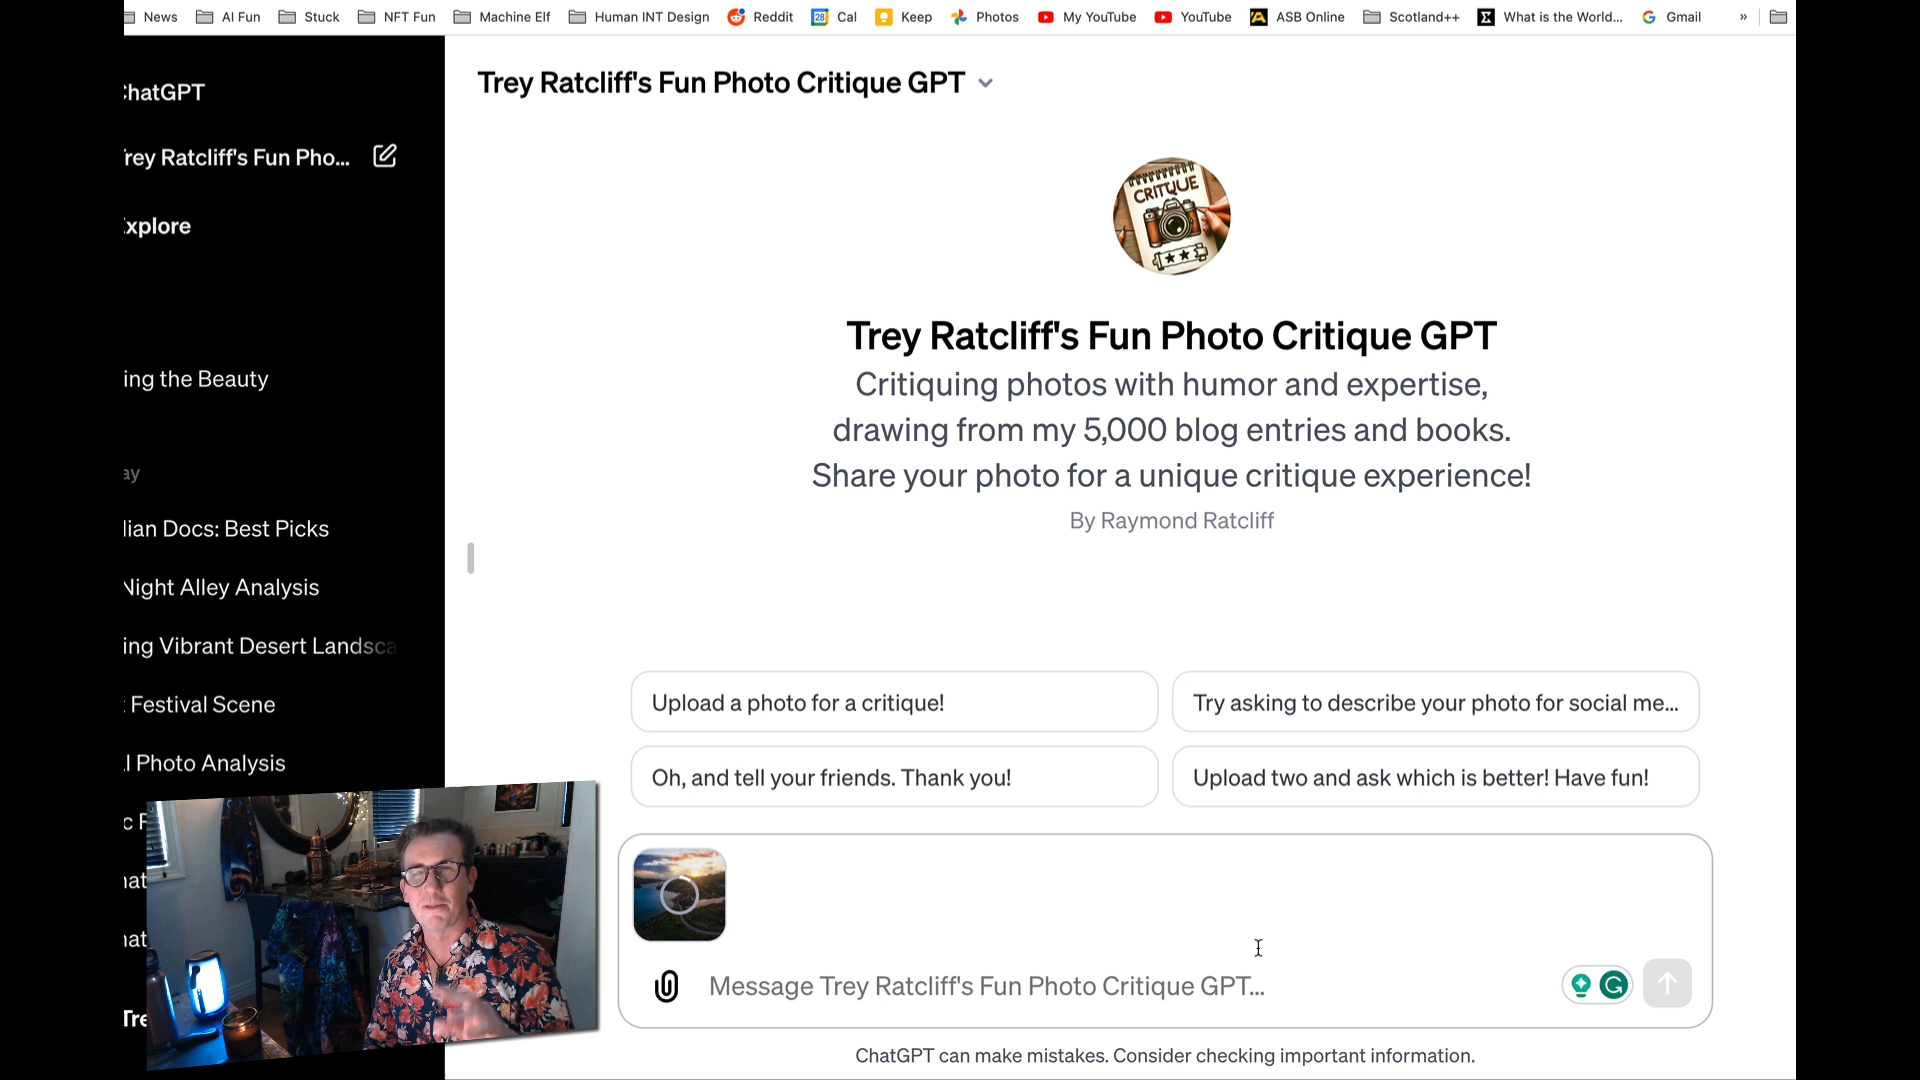 News AI Fun Stuck NFT Fun Machine Elf Human INT Design Reddit 28 Cal Keep Photos My YouTube YouTube ASB Online Scotland++ What is the World... Gmail »
ChatGPT
Trey Ratcliff's Fun Pho...
Explore
ing the Beauty
ay
lian Docs: Best Picks
Night Alley Analysis
ing Vibrant Desert Landsca
Festival Scene
l Photo Analysis
Trey Ratcliff's Fun Photo Critique GPT
CRITQUE
Trey Ratcliff's Fun Photo Critique GPT
Critiquing photos with humor and expertise,
drawing from my 5,000 blog entries and books.
Share your photo for a unique critique experience!
By Raymond Ratcliff
Upload a photo for a critique!
Try asking to describe your photo for social me...
Oh, and tell your friends. Thank you!
Upload two and ask which is better! Have fun!
Message Trey Ratcliff's Fun Photo Critique GPT...
ChatGPT can make mistakes. Consider checking important information.